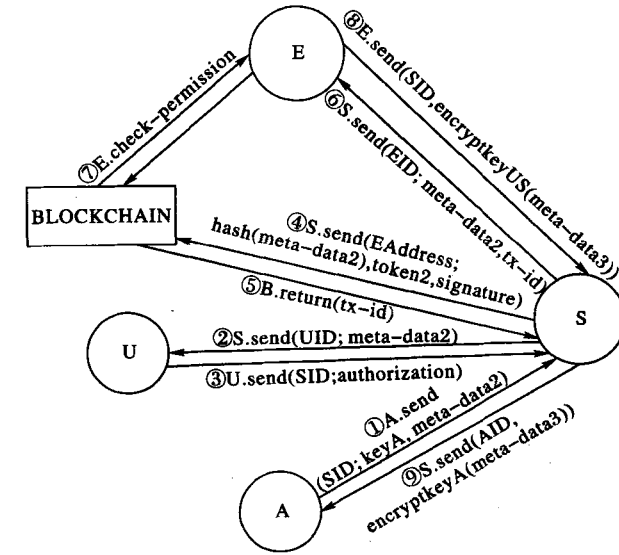 E
⑧E.send(SID,encryptkeyUS(meta-data3))
⑥S.send(EID; meta-data2,tx-id)
⑦E.check-permission
BLOCKCHAIN
④S.send(EAddress;
hash(meta-data2),token2,signature)
⑤B.return(tx-id)
S
②S.send(UID; meta-data2)
U
③U.send(SID;authorization)
①A.send
(SID; keyA, meta-data2)
⑨S.send(AID,
encryptkeyA(meta-data3))
A